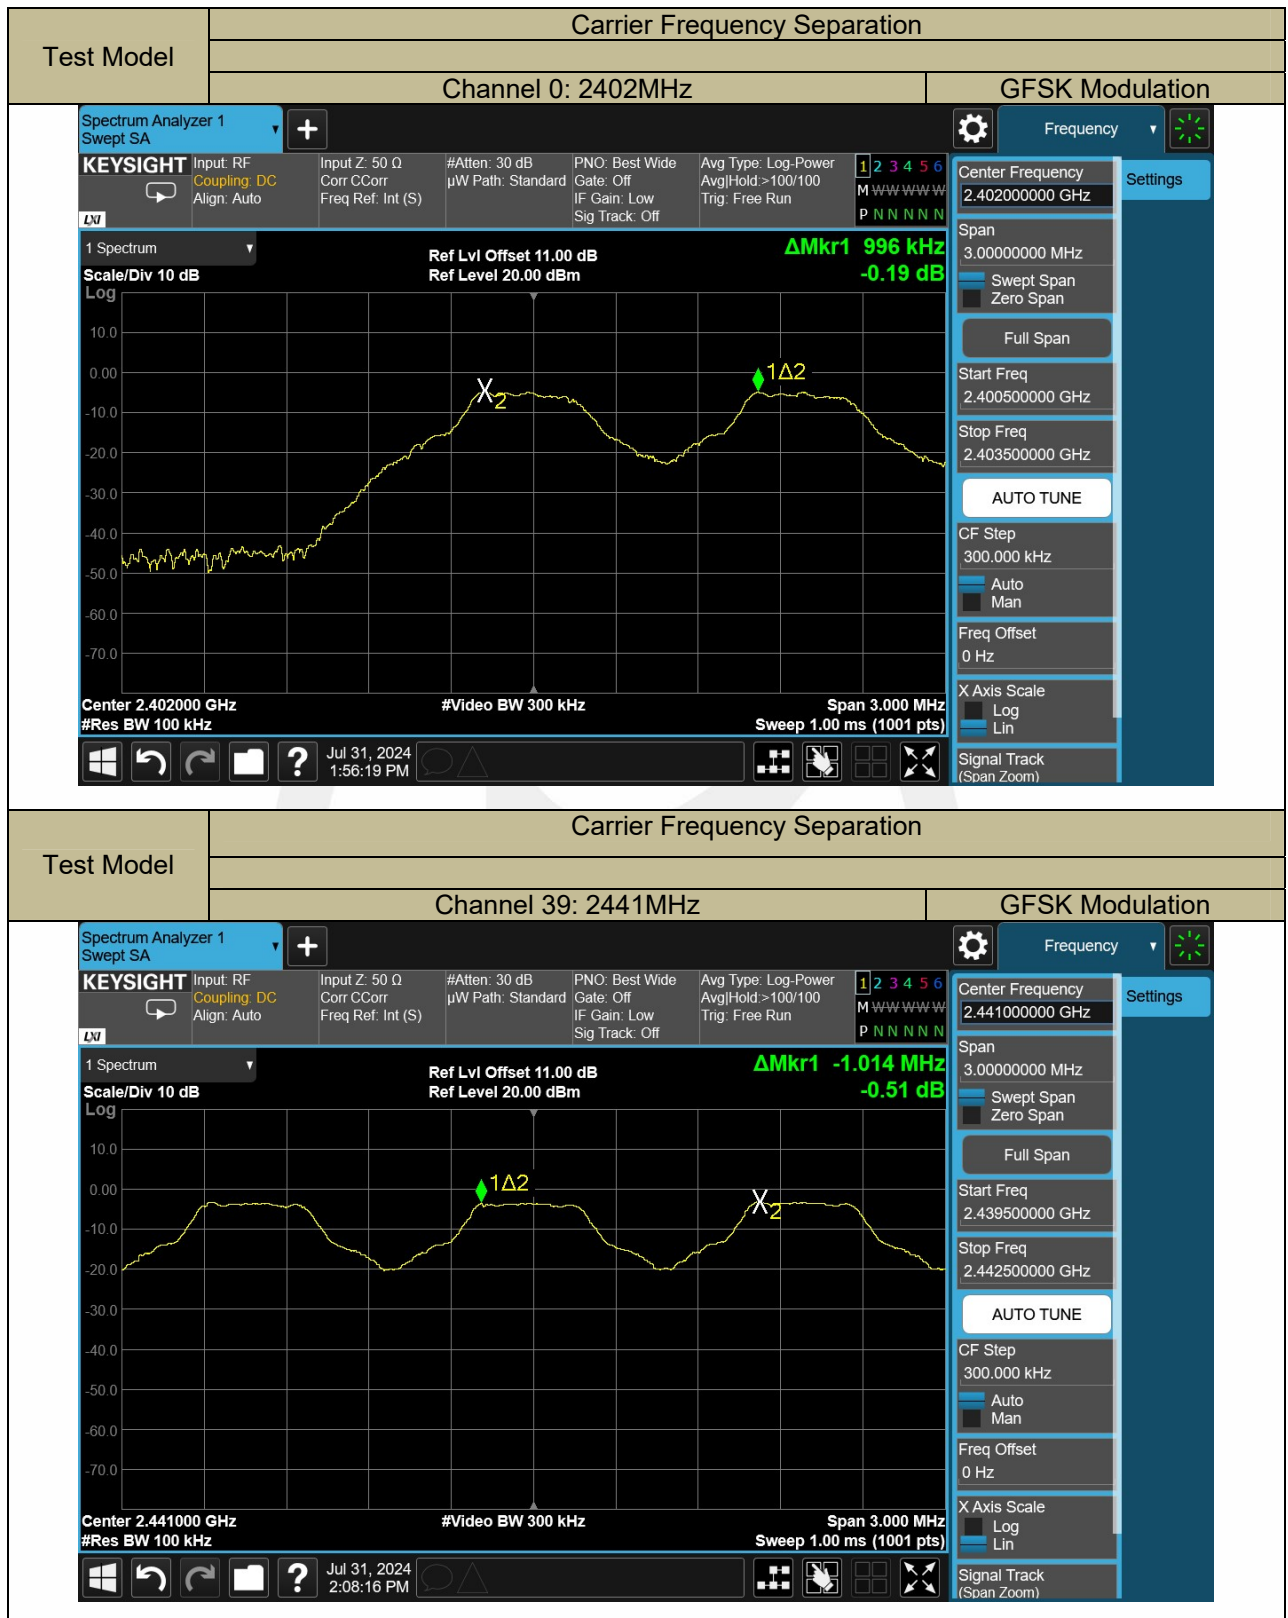 Test Model
Carrier Frequency Separation
Channel 0: 2402MHz
GFSK Modulation
Spectrum Analyzer 1
Swept SA
+
Frequency
KEYSIGHT
LXI
Input: RF
Coupling: DC
Align: Auto
Input Z: 50 Ω
Corr CCorr
Freq Ref: Int (S)
#Atten: 30 dB
µW Path: Standard
PNO: Best Wide
Gate: Off
IF Gain: Low
Sig Track: Off
Avg Type: Log-Power
Avg|Hold:>100/100
Trig: Free Run
1 2 3 4 5 6
M W W W W W
P N N N N N
Center Frequency
2.402000000 GHz
Settings
Span
3.00000000 MHz
Swept Span
Zero Span
Full Span
Start Freq
2.400500000 GHz
Stop Freq
2.403500000 GHz
AUTO TUNE
CF Step
300.000 kHz
Auto
Man
Freq Offset
0 Hz
X Axis Scale
Log
Lin
Signal Track
(Span Zoom)
1 Spectrum
Scale/Div 10 dB
Log
Ref Lvl Offset 11.00 dB
Ref Level 20.00 dBm
ΔMkr1 996 kHz
-0.19 dB
10.0
0.00
-10.0
-20.0
-30.0
-40.0
-50.0
-60.0
-70.0
X2
1Δ2
Center 2.402000 GHz
#Res BW 100 kHz
#Video BW 300 kHz
Span 3.000 MHz
Sweep 1.00 ms (1001 pts)
?
Jul 31, 2024
1:56:19 PM
Test Model
Carrier Frequency Separation
Channel 39: 2441MHz
GFSK Modulation
Spectrum Analyzer 1
Swept SA
+
Frequency
KEYSIGHT
LXI
Input: RF
Coupling: DC
Align: Auto
Input Z: 50 Ω
Corr CCorr
Freq Ref: Int (S)
#Atten: 30 dB
µW Path: Standard
PNO: Best Wide
Gate: Off
IF Gain: Low
Sig Track: Off
Avg Type: Log-Power
Avg|Hold:>100/100
Trig: Free Run
1 2 3 4 5 6
M W W W W W
P N N N N N
Center Frequency
2.441000000 GHz
Settings
Span
3.00000000 MHz
Swept Span
Zero Span
Full Span
Start Freq
2.439500000 GHz
Stop Freq
2.442500000 GHz
AUTO TUNE
CF Step
300.000 kHz
Auto
Man
Freq Offset
0 Hz
X Axis Scale
Log
Lin
Signal Track
(Span Zoom)
1 Spectrum
Scale/Div 10 dB
Log
Ref Lvl Offset 11.00 dB
Ref Level 20.00 dBm
ΔMkr1 -1.014 MHz
-0.51 dB
10.0
0.00
-10.0
-20.0
-30.0
-40.0
-50.0
-60.0
-70.0
1Δ2
X2
Center 2.441000 GHz
#Res BW 100 kHz
#Video BW 300 kHz
Span 3.000 MHz
Sweep 1.00 ms (1001 pts)
?
Jul 31, 2024
2:08:16 PM